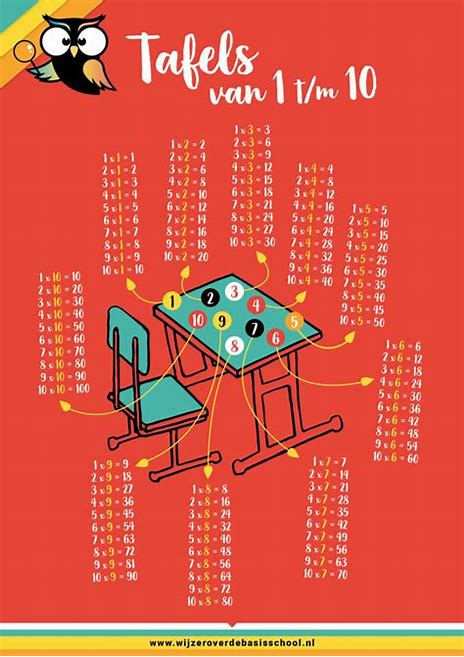 Tafels
van 1 t/m 10
1 x 1 = 1
2 x 1 = 2
3 x 1 = 3
4 x 1 = 4
5 x 1 = 5
6 x 1 = 6
7 x 1 = 7
8 x 1 = 8
9 x 1 = 9
10 x 1 = 10
1 x 2 = 2
2 x 2 = 4
3 x 2 = 6
4 x 2 = 8
5 x 2 = 10
6 x 2 = 12
7 x 2 = 14
8 x 2 = 16
9 x 2 = 18
10 x 2 = 20
1 x 3 = 3
2 x 3 = 6
3 x 3 = 9
4 x 3 = 12
5 x 3 = 15
6 x 3 = 18
7 x 3 = 21
8 x 3 = 24
9 x 3 = 27
10 x 3 = 30
1 x 4 = 4
2 x 4 = 8
3 x 4 = 12
4 x 4 = 16
5 x 4 = 20
6 x 4 = 24
7 x 4 = 28
8 x 4 = 32
9 x 4 = 36
10 x 4 = 40
1 x 5 = 5
2 x 5 = 10
3 x 5 = 15
4 x 5 = 20
5 x 5 = 25
6 x 5 = 30
7 x 5 = 35
8 x 5 = 40
9 x 5 = 45
10 x 5 = 50
1 x 10 = 10
2 x 10 = 20
3 x 10 = 30
4 x 10 = 40
5 x 10 = 50
6 x 10 = 60
7 x 10 = 70
8 x 10 = 80
9 x 10 = 90
10 x 10 = 100
1 2 3 4 5
10 9 7 6
8
1 x 6 = 6
2 x 6 = 12
3 x 6 = 18
4 x 6 = 24
5 x 6 = 30
6 x 6 = 36
7 x 6 = 42
8 x 6 = 48
9 x 6 = 54
10 x 6 = 60
1 x 9 = 9
2 x 9 = 18
3 x 9 = 27
4 x 9 = 36
5 x 9 = 45
6 x 9 = 54
7 x 9 = 63
8 x 9 = 72
9 x 9 = 81
10 x 9 = 90
1 x 8 = 8
2 x 8 = 16
3 x 8 = 24
4 x 8 = 32
5 x 8 = 40
6 x 8 = 48
7 x 8 = 56
8 x 8 = 64
9 x 8 = 72
10 x 8 = 80
1 x 7 = 7
2 x 7 = 14
3 x 7 = 21
4 x 7 = 28
5 x 7 = 35
6 x 7 = 42
7 x 7 = 49
8 x 7 = 56
9 x 7 = 63
10 x 7 = 70
www.wijzeroverdebasisschool.nl